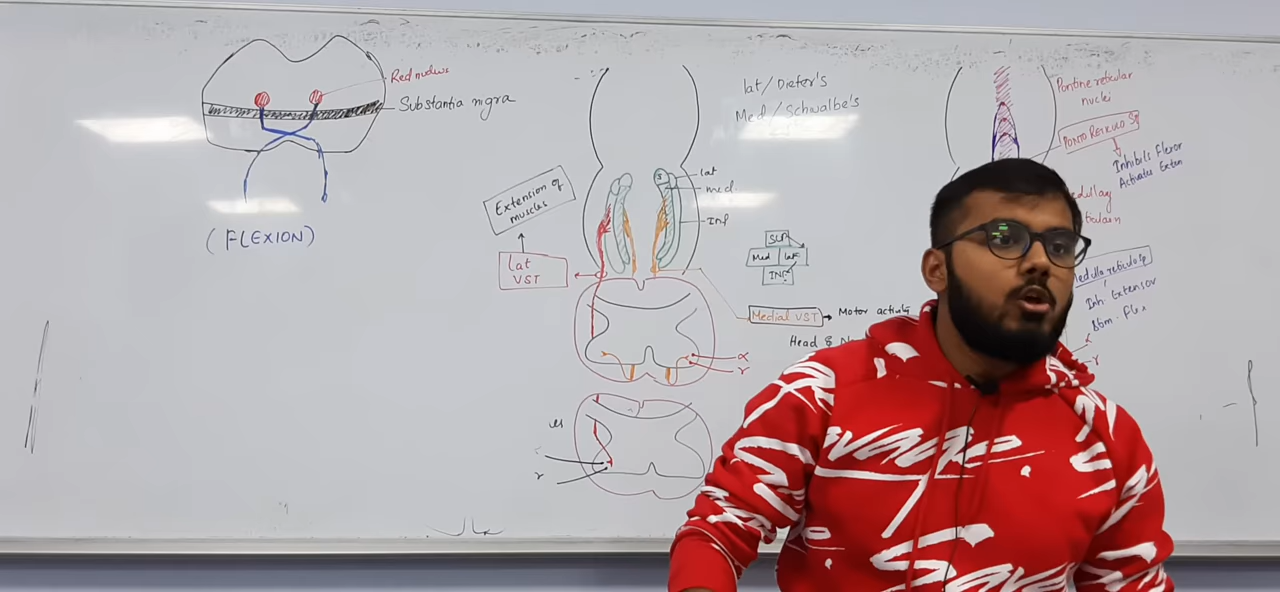 Red nucleus
Substantia nigra
(FLEXION)
lat/Dieter's
Med/Schwalbe's
Extension of
muscles
lat
VST
lat
med.
Inf
SUP
Med lat
INF
Medial VST
Motor activity
Head &
α
γ
γ
Pontine reticular
nuclei
PONTO RETICULO SP
Inhibits Flexor
Activates Exten
Medulla reticulosp
Inh. Extensor
Stim. Flex
γ
Savage
Sava